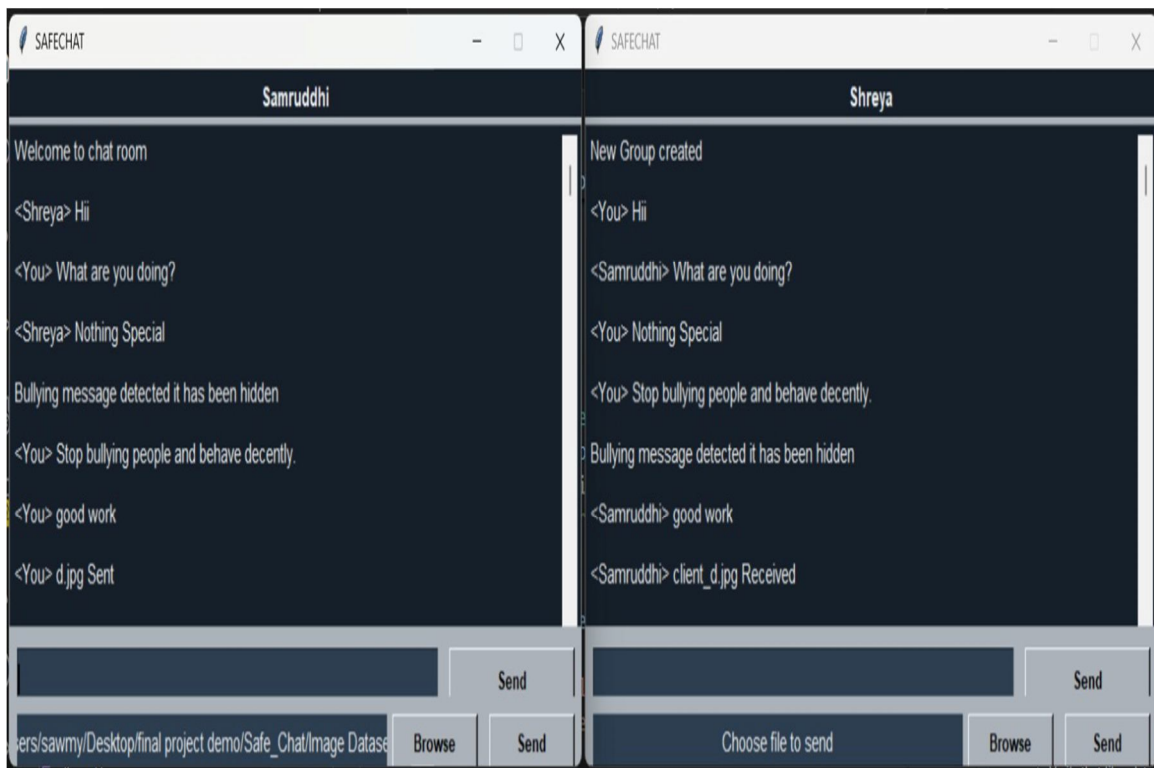 SAFECHAT
Samruddhi
Welcome to chat room
<Shreya> Hii
<You> What are you doing?
<Shreya> Nothing Special
Bullying message detected it has been hidden
<You> Stop bullying people and behave decently.
<You> good work
<You> d.jpg Sent
Send
ers/sawmy/Desktop/final project demo/Safe_Chat/Image Datase
Browse
Send
SAFECHAT
Shreya
New Group created
<You> Hii
<Samruddhi> What are you doing?
<You> Nothing Special
<You> Stop bullying people and behave decently.
Bullying message detected it has been hidden
<Samruddhi> good work
<Samruddhi> client_d.jpg Received
Send
Choose file to send
Browse
Send